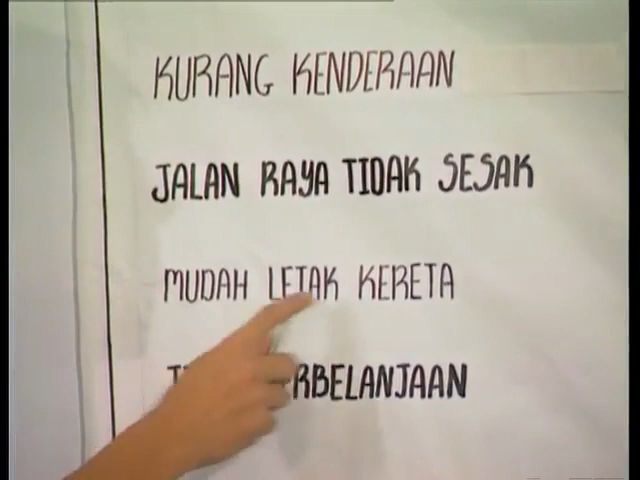 KURANG KENDERAAN
JALAN RAYA TIDAK SESAK
MUDAH LETAK KERETA